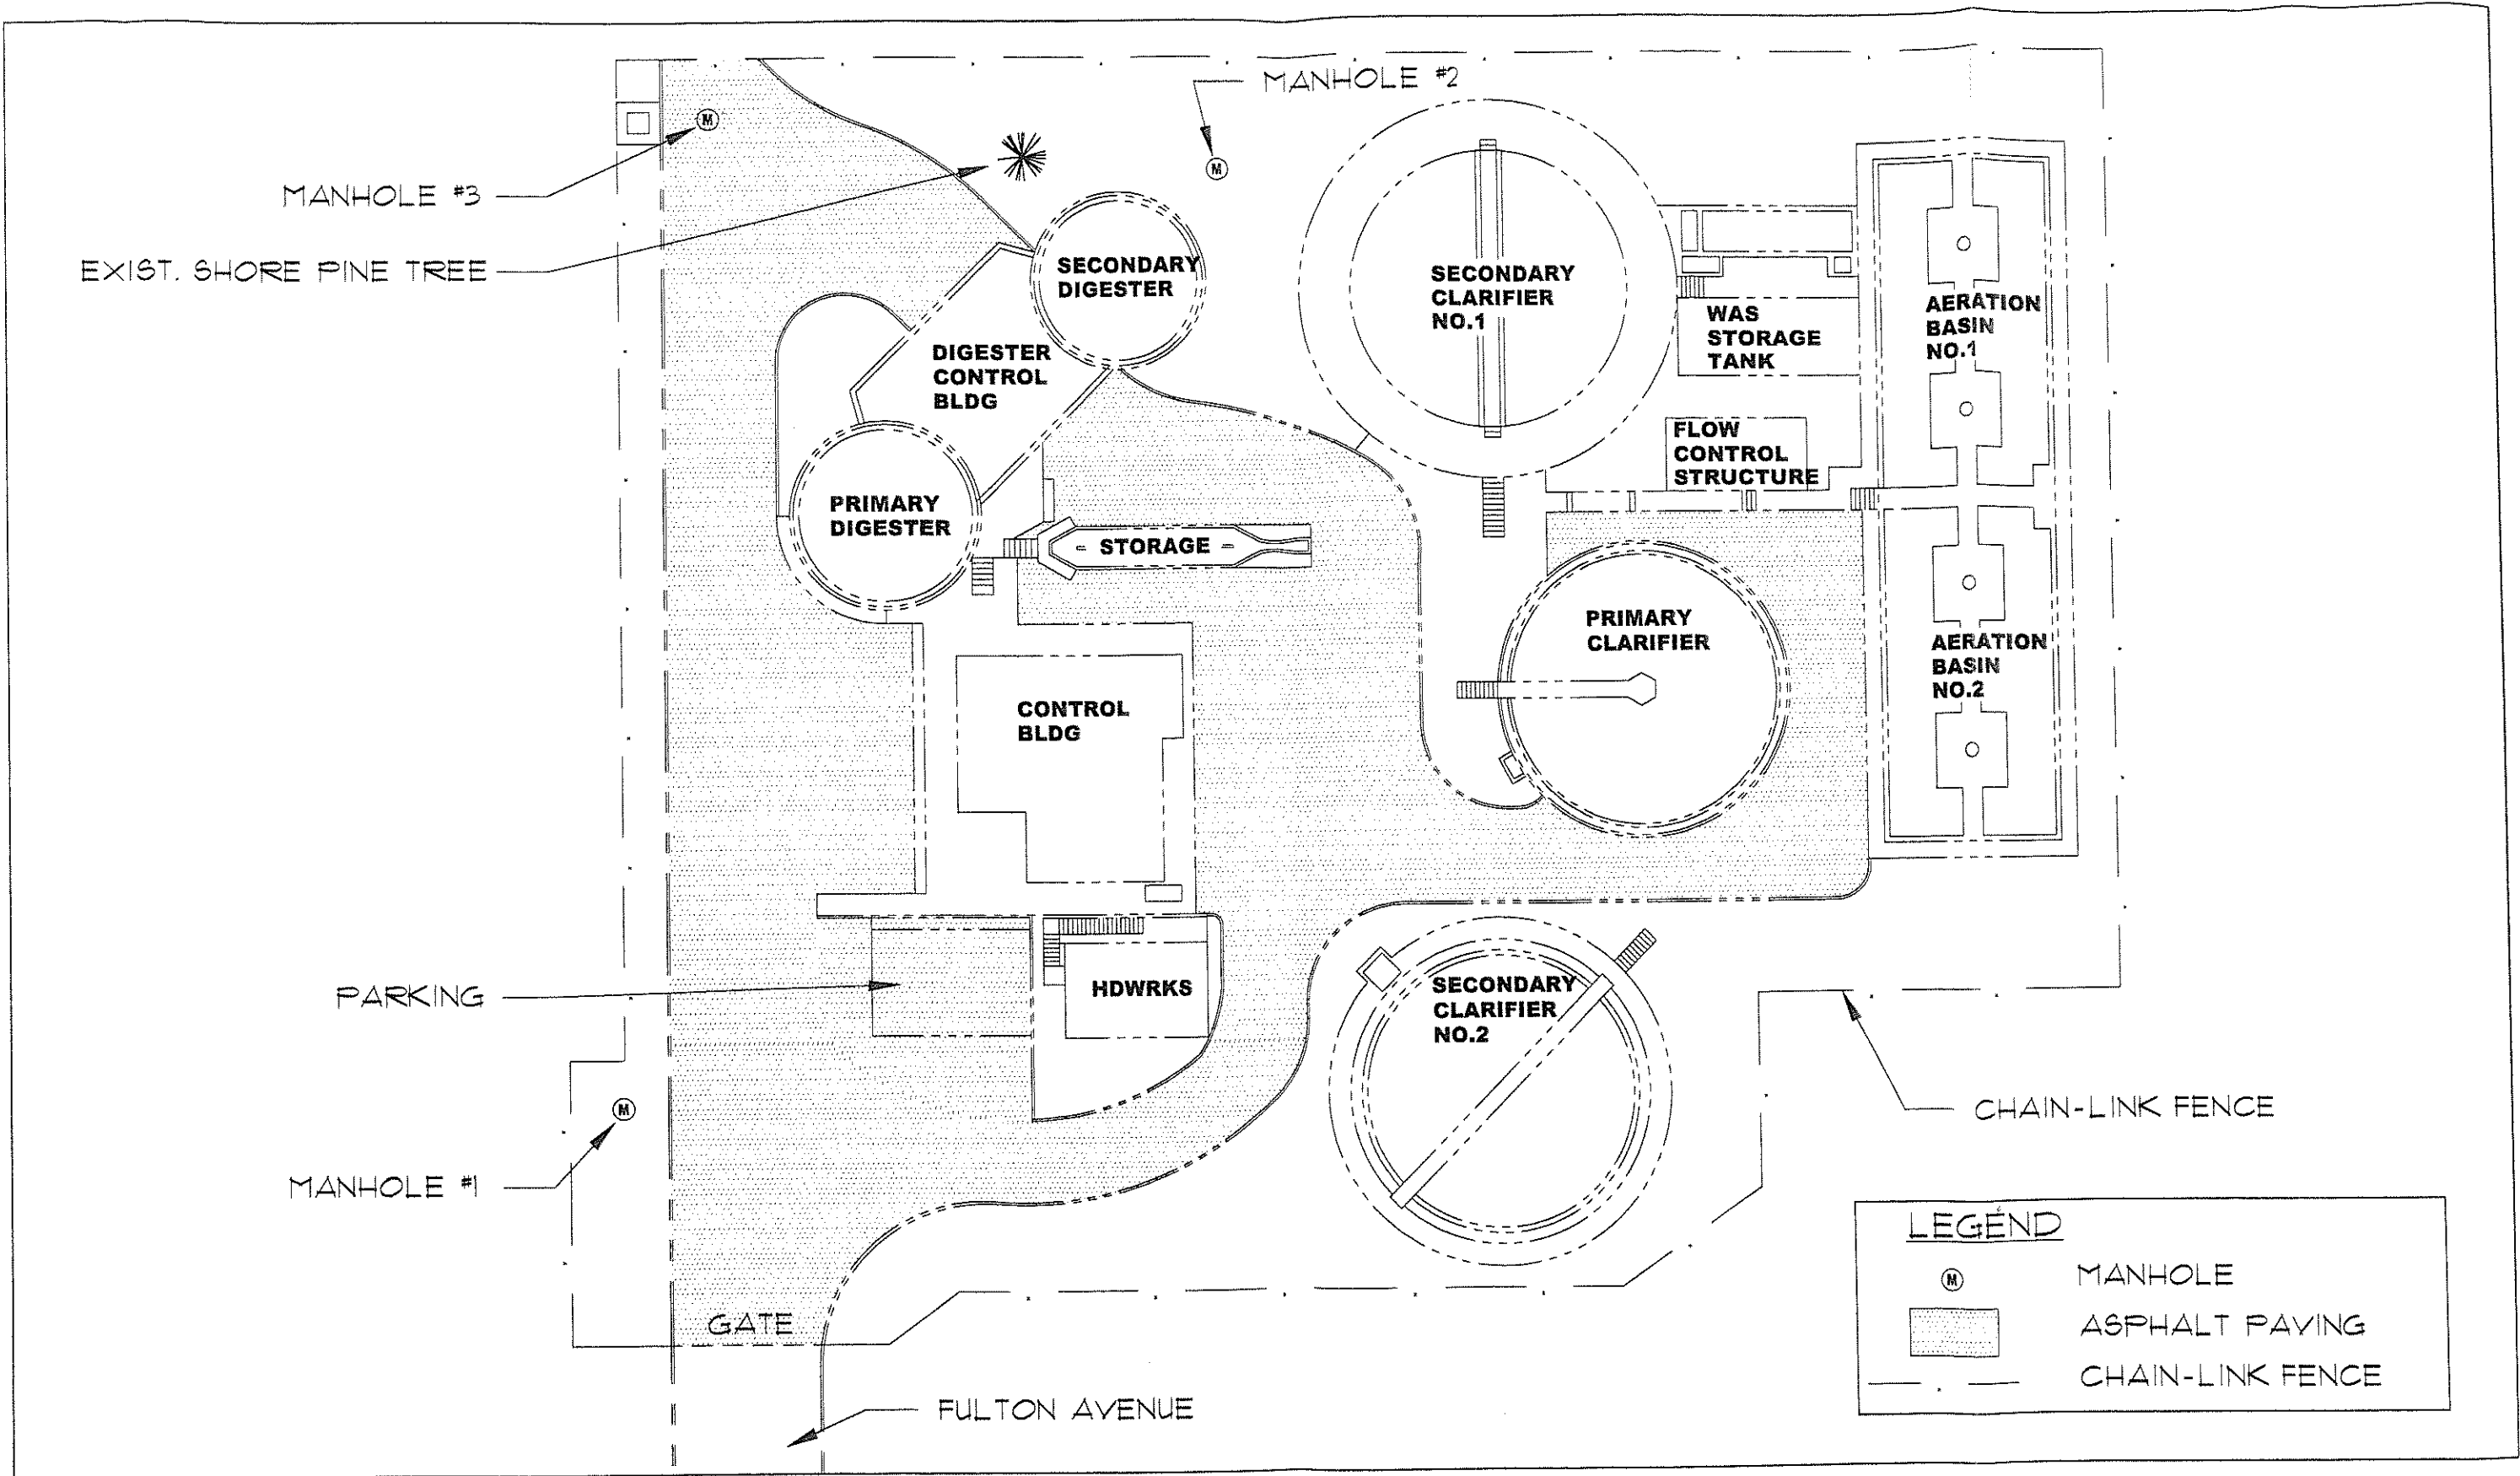 MANHOLE #2
MANHOLE #3
EXIST. SHORE PINE TREE
M
M
SECONDARY
DIGESTER
SECONDARY
CLARIFIER
NO.1
WAS
STORAGE
TANK
AERATION
BASIN
NO.1
DIGESTER
CONTROL
BLDG
FLOW
CONTROL
STRUCTURE
PRIMARY
DIGESTER
STORAGE
PRIMARY
CLARIFIER
AERATION
BASIN
NO.2
CONTROL
BLDG
PARKING
HDWRKS
SECONDARY
CLARIFIER
NO.2
M
CHAIN-LINK FENCE
MANHOLE #1
GATE
FULTON AVENUE
LEGEND
M MANHOLE
ASPHALT PAVING
CHAIN-LINK FENCE